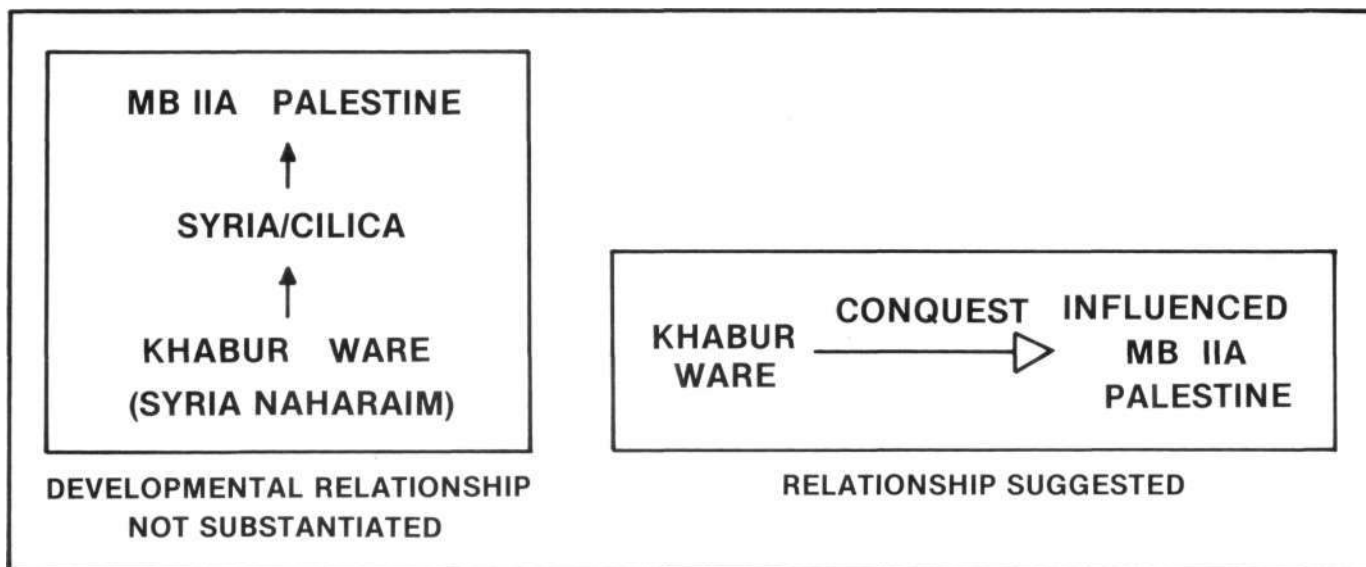 MB IIA PALESTINE
SYRIA/CILICA
KHABUR WARE
(SYRIA NAHARAIM)
DEVELOPMENTAL RELATIONSHIP
NOT SUBSTANTIATED
KHABUR
WARE
CONQUEST
INFLUENCED
MB IIA
PALESTINE
RELATIONSHIP SUGGESTED